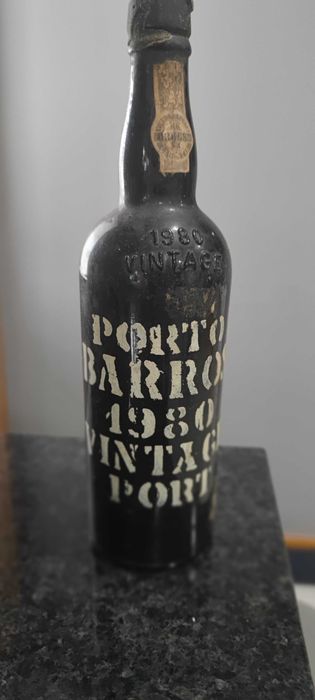 1980
VINTAGE
PORTO
BARROS
1980
VINTAGE
PORT